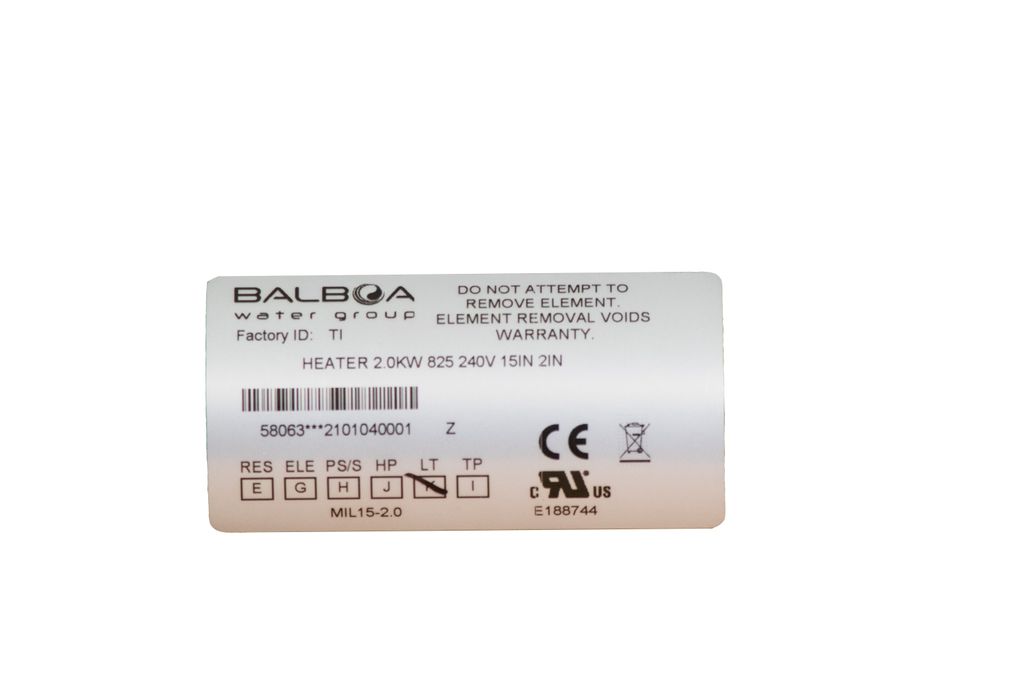 BALBOA
water group
DO NOT ATTEMPT TO
REMOVE ELEMENT.
ELEMENT REMOVAL VOIDS
WARRANTY.
Factory ID: TI
HEATER 2.0KW 825 240V 15IN 2IN
58063***2101040001 Z
RES ELE PS/S HP LT TP
E G H J K I
MIL15-2.0
CE
C RU US
E188744